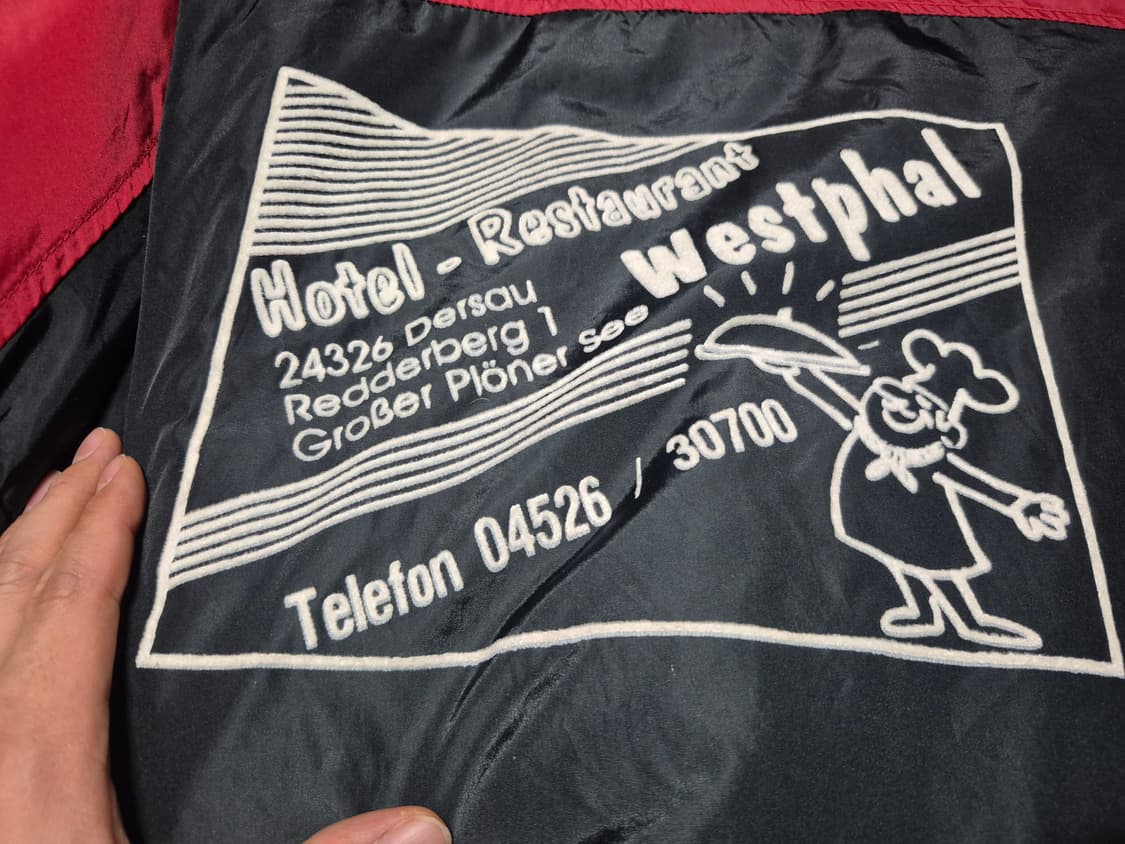 Hotel - Restaurant
Westphal
24326 Dersau
Redderberg 1
Großer Plöner see
Telefon 04526 / 30700